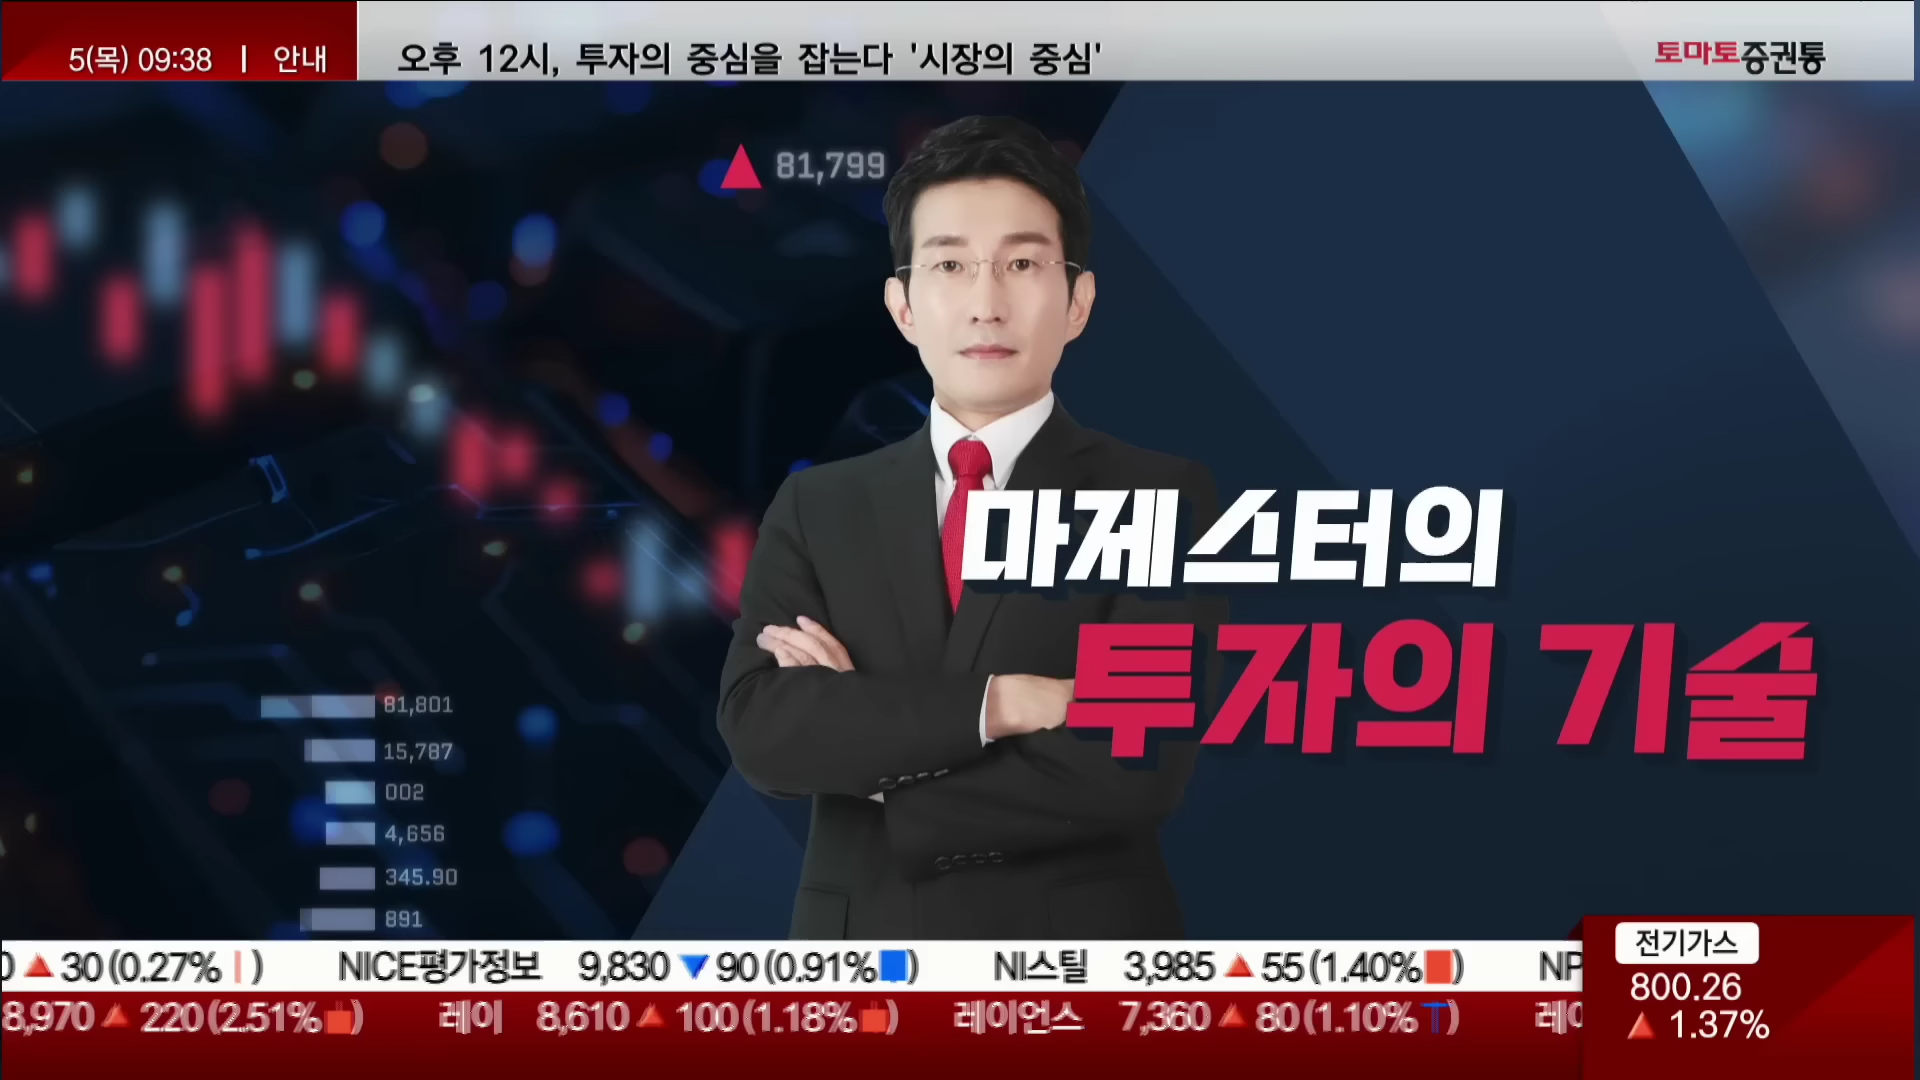 5(목) 09:38 | 안내 오후 12시, 투자의 중심을 잡는다 '시장의 중심' 토마토증권통
81,799
마제스터의
투자의 기술
81,801
15,787
002
4,656
345.90
891
0 ▲ 30 (0.27% ) NICE평가정보 9,830 ▼ 90 (0.91% ) NI스틸 3,985 ▲ 55 (1.40% ) NP
8,970 ▲ 220 (2.51% ) 레이 8,610 ▲ 100 (1.18% ) 레이언스 7,360 ▲ 80 (1.10% ) 레이
전기가스
800.26
▲ 1.37%